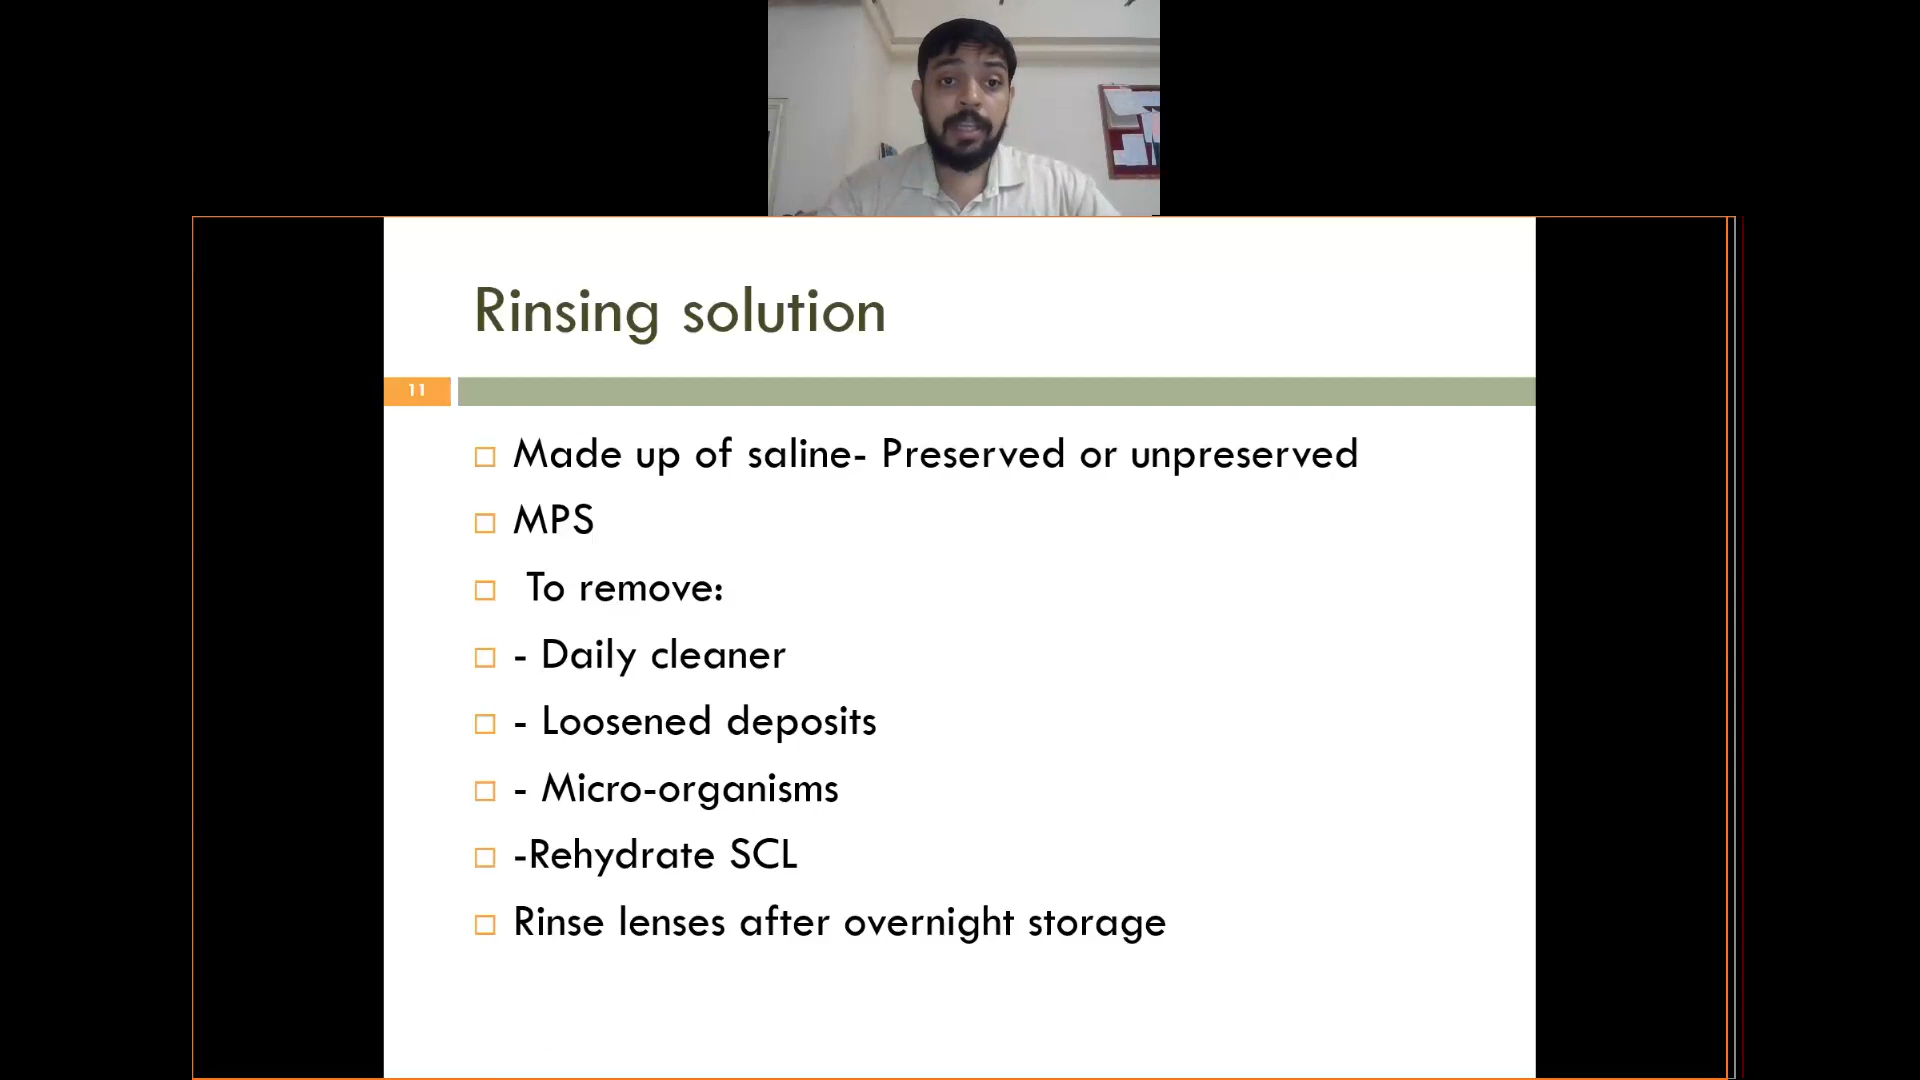 Rinsing solution
11
Made up of saline- Preserved or unpreserved
MPS
To remove:
- Daily cleaner
- Loosened deposits
- Micro-organisms
-Rehydrate SCL
Rinse lenses after overnight storage